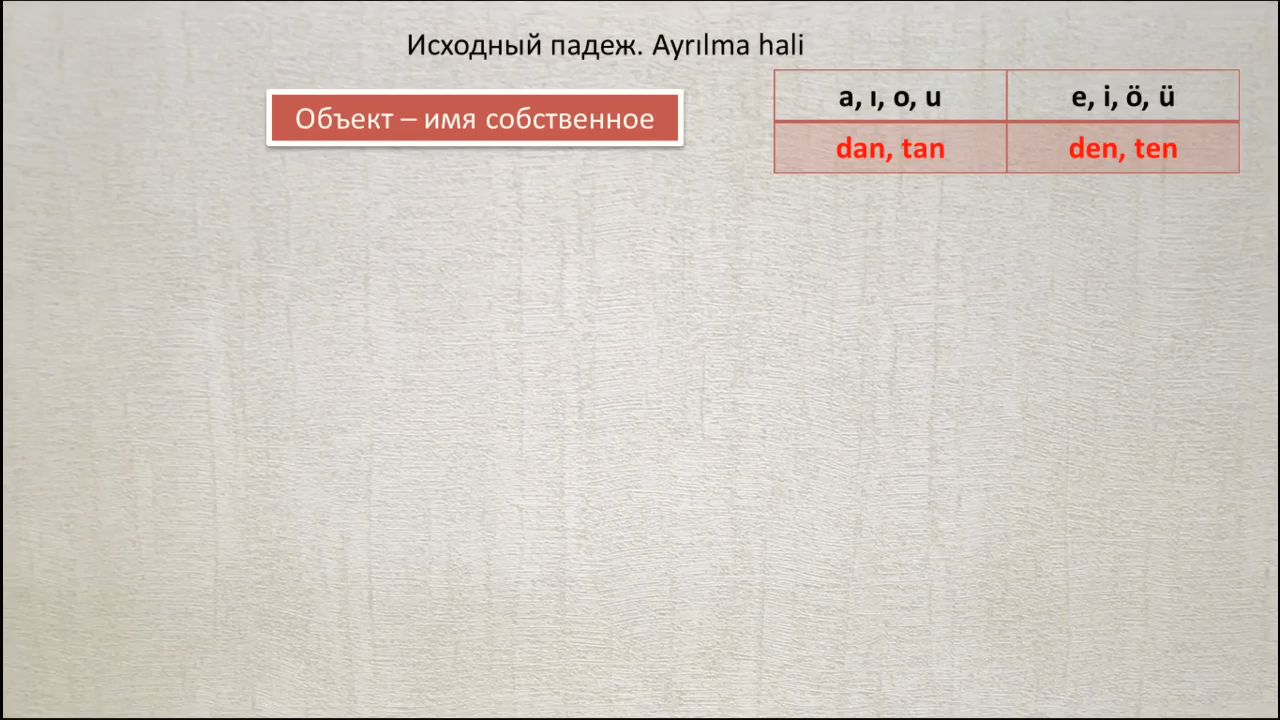 Исходный падеж. Ayrılma hali
Объект – имя собственное
a, ı, o, u
e, i, ö, ü
dan, tan
den, ten